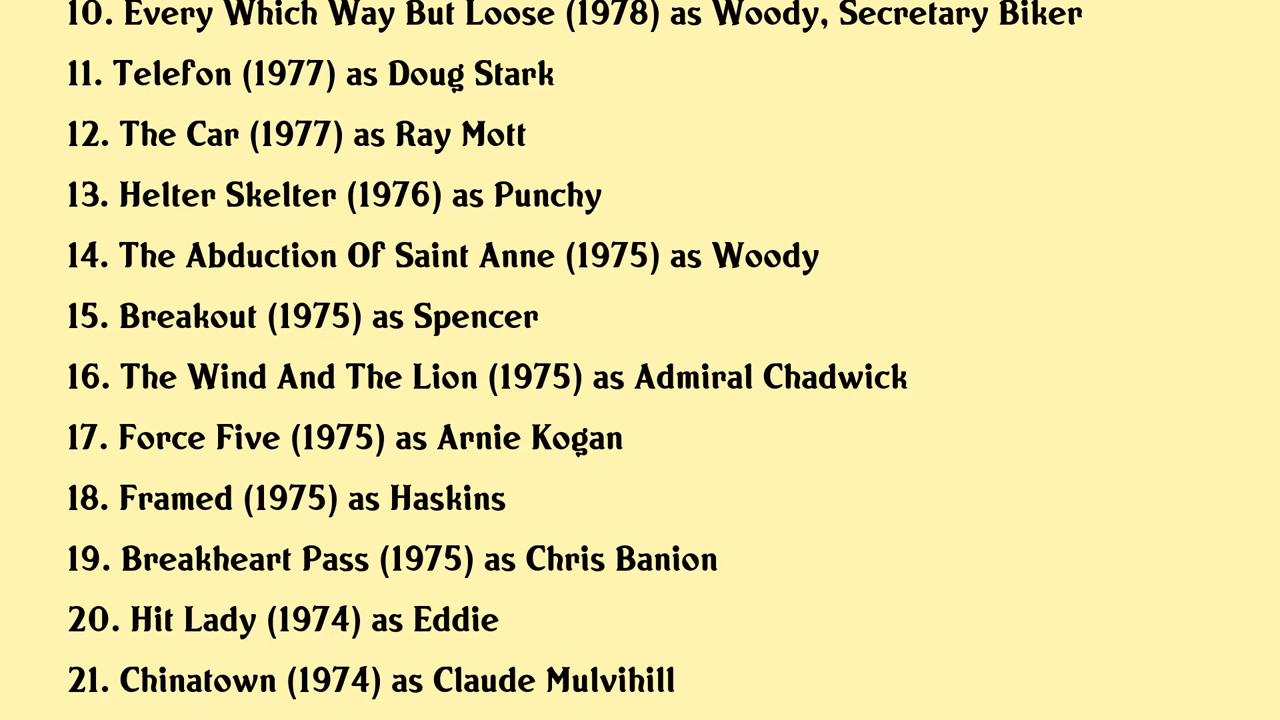 10. Every Which Way But Loose (1978) as Woody, Secretary Biker
11. Telefon (1977) as Doug Stark
12. The Car (1977) as Ray Mott
13. Helter Skelter (1976) as Punchy
14. The Abduction Of Saint Anne (1975) as Woody
15. Breakout (1975) as Spencer
16. The Wind And The Lion (1975) as Admiral Chadwick
17. Force Five (1975) as Arnie Kogan
18. Framed (1975) as Haskins
19. Breakheart Pass (1975) as Chris Banion
20. Hit Lady (1974) as Eddie
21. Chinatown (1974) as Claude Mulvihill